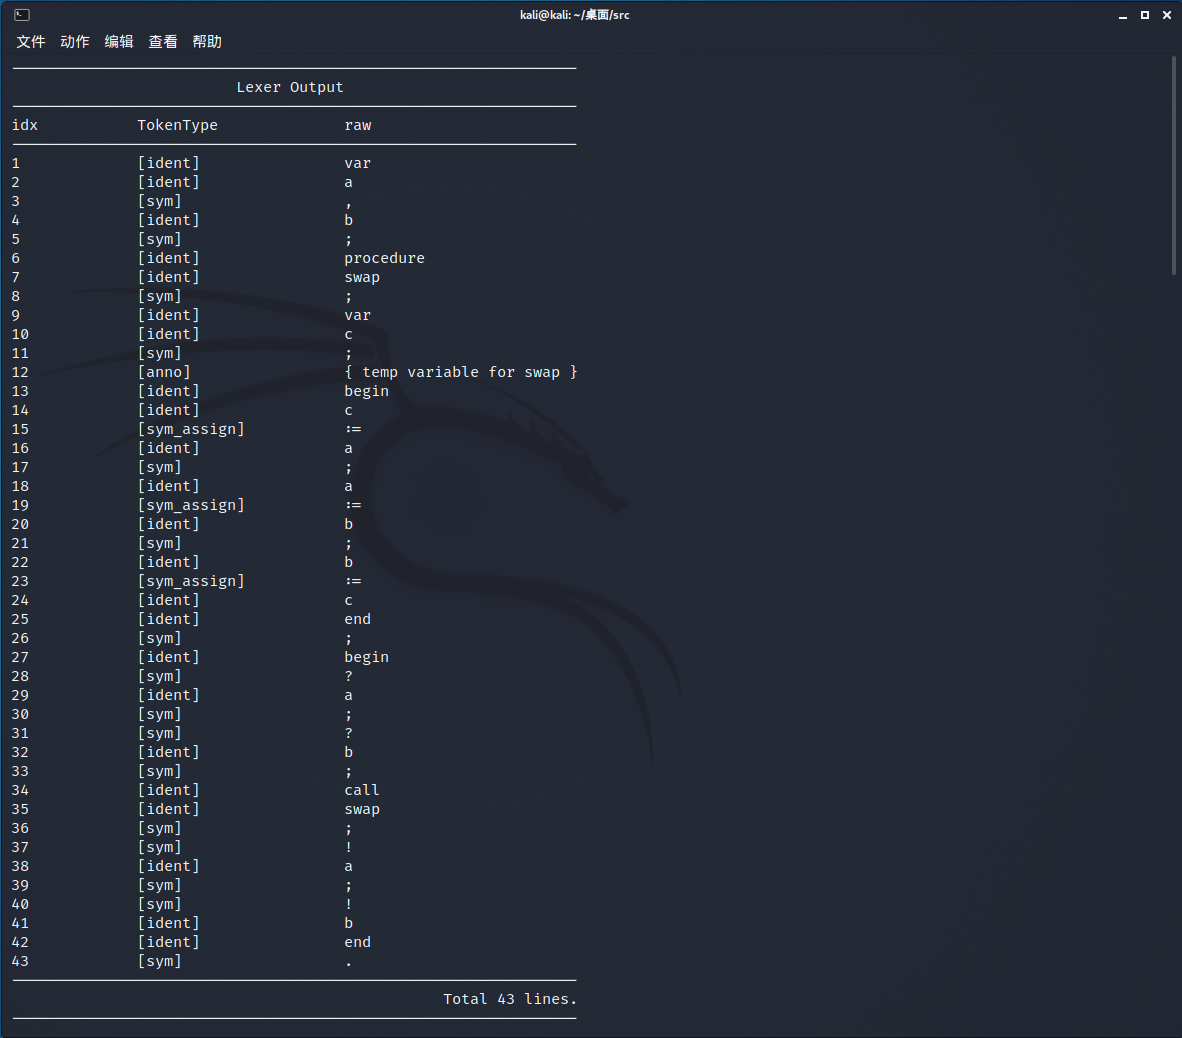 kali@kali: ~/桌面/src
文件 动作 编辑 查看 帮助
Lexer Output
idx TokenType raw
1 [ident] var
2 [ident] a
3 [sym] ,
4 [ident] b
5 [sym] ;
6 [ident] procedure
7 [ident] swap
8 [sym] ;
9 [ident] var
10 [ident] c
11 [sym] ;
12 [anno] { temp variable for swap }
13 [ident] begin
14 [ident] c
15 [sym_assign] :=
16 [ident] a
17 [sym] ;
18 [ident] a
19 [sym_assign] :=
20 [ident] b
21 [sym] ;
22 [ident] b
23 [sym_assign] :=
24 [ident] c
25 [ident] end
26 [sym] ;
27 [ident] begin
28 [sym] ?
29 [ident] a
30 [sym] ;
31 [sym] ?
32 [ident] b
33 [sym] ;
34 [ident] call
35 [ident] swap
36 [sym] ;
37 [sym] !
38 [ident] a
39 [sym] ;
40 [sym] !
41 [ident] b
42 [ident] end
43 [sym] .
Total 43 lines.